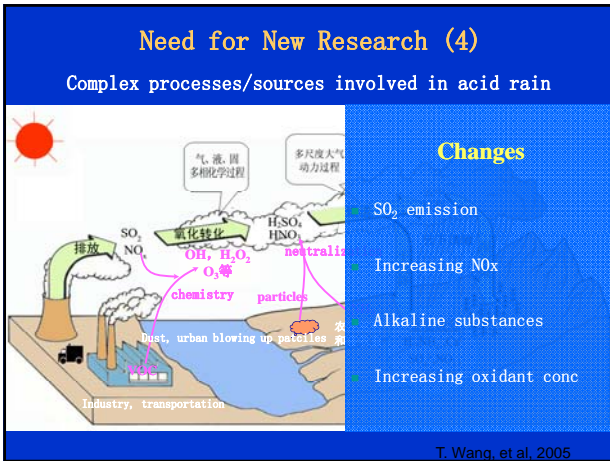 Need for New Research (4)
Complex processes/sources involved in acid rain
气、液、固
多相化学过程
多尺度大气
动力过程
排放
SO2
NOx
氧化转化
H2SO4
HNO3
OH, H2O2
O3等
neutraliz
chemistry
particles
农
和
Dust, urban blowing up patciles
VOC
Industry, transportation
Changes
SO2 emission
Increasing NOx
Alkaline substances
Increasing oxidant conc
T. Wang, et al, 2005